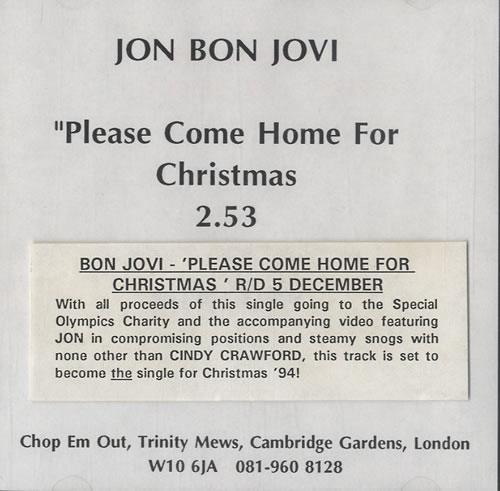 JON BON JOVI
"Please Come Home For
Christmas
2.53
BON JOVI - 'PLEASE COME HOME FOR
CHRISTMAS ' R/D 5 DECEMBER
With all proceeds of this single going to the Special
Olympics Charity and the accompanying video featuring
JON in compromising positions and steamy snogs with
none other than CINDY CRAWFORD, this track is set to
become the single for Christmas '94!
Chop Em Out, Trinity Mews, Cambridge Gardens, London
W10 6JA 081-960 8128